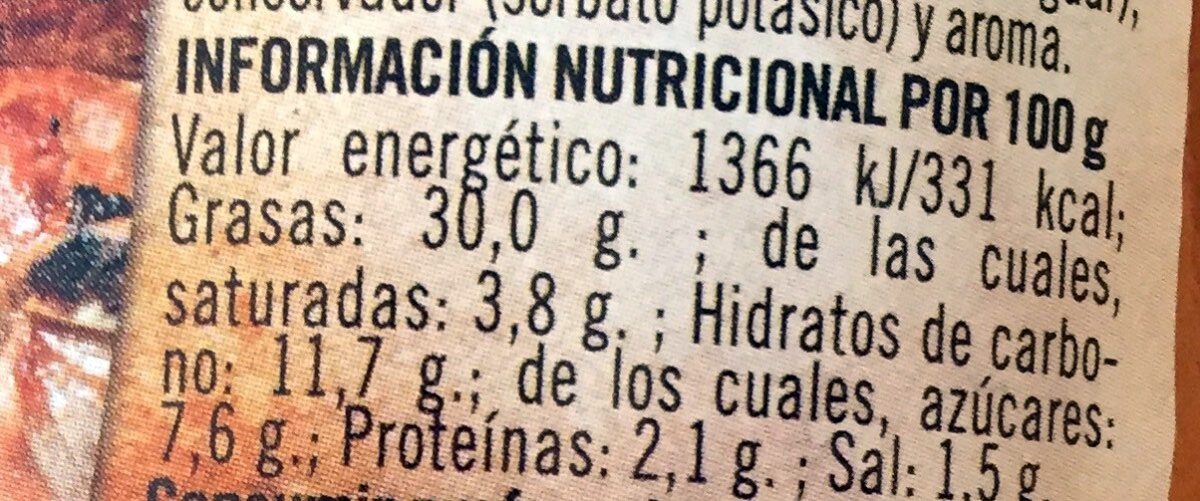 conservador (sorbato potásico) y aroma.
INFORMACIÓN NUTRICIONAL POR 100 g
Valor energético: 1366 kJ/331 kcal;
Grasas: 30,0 g. ; de las cuales,
saturadas: 3,8 g. ; Hidratos de carbo-
no: 11,7 g.; de los cuales, azúcares:
7,6 g.; Proteínas: 2,1 g. ; Sal: 1,5 g